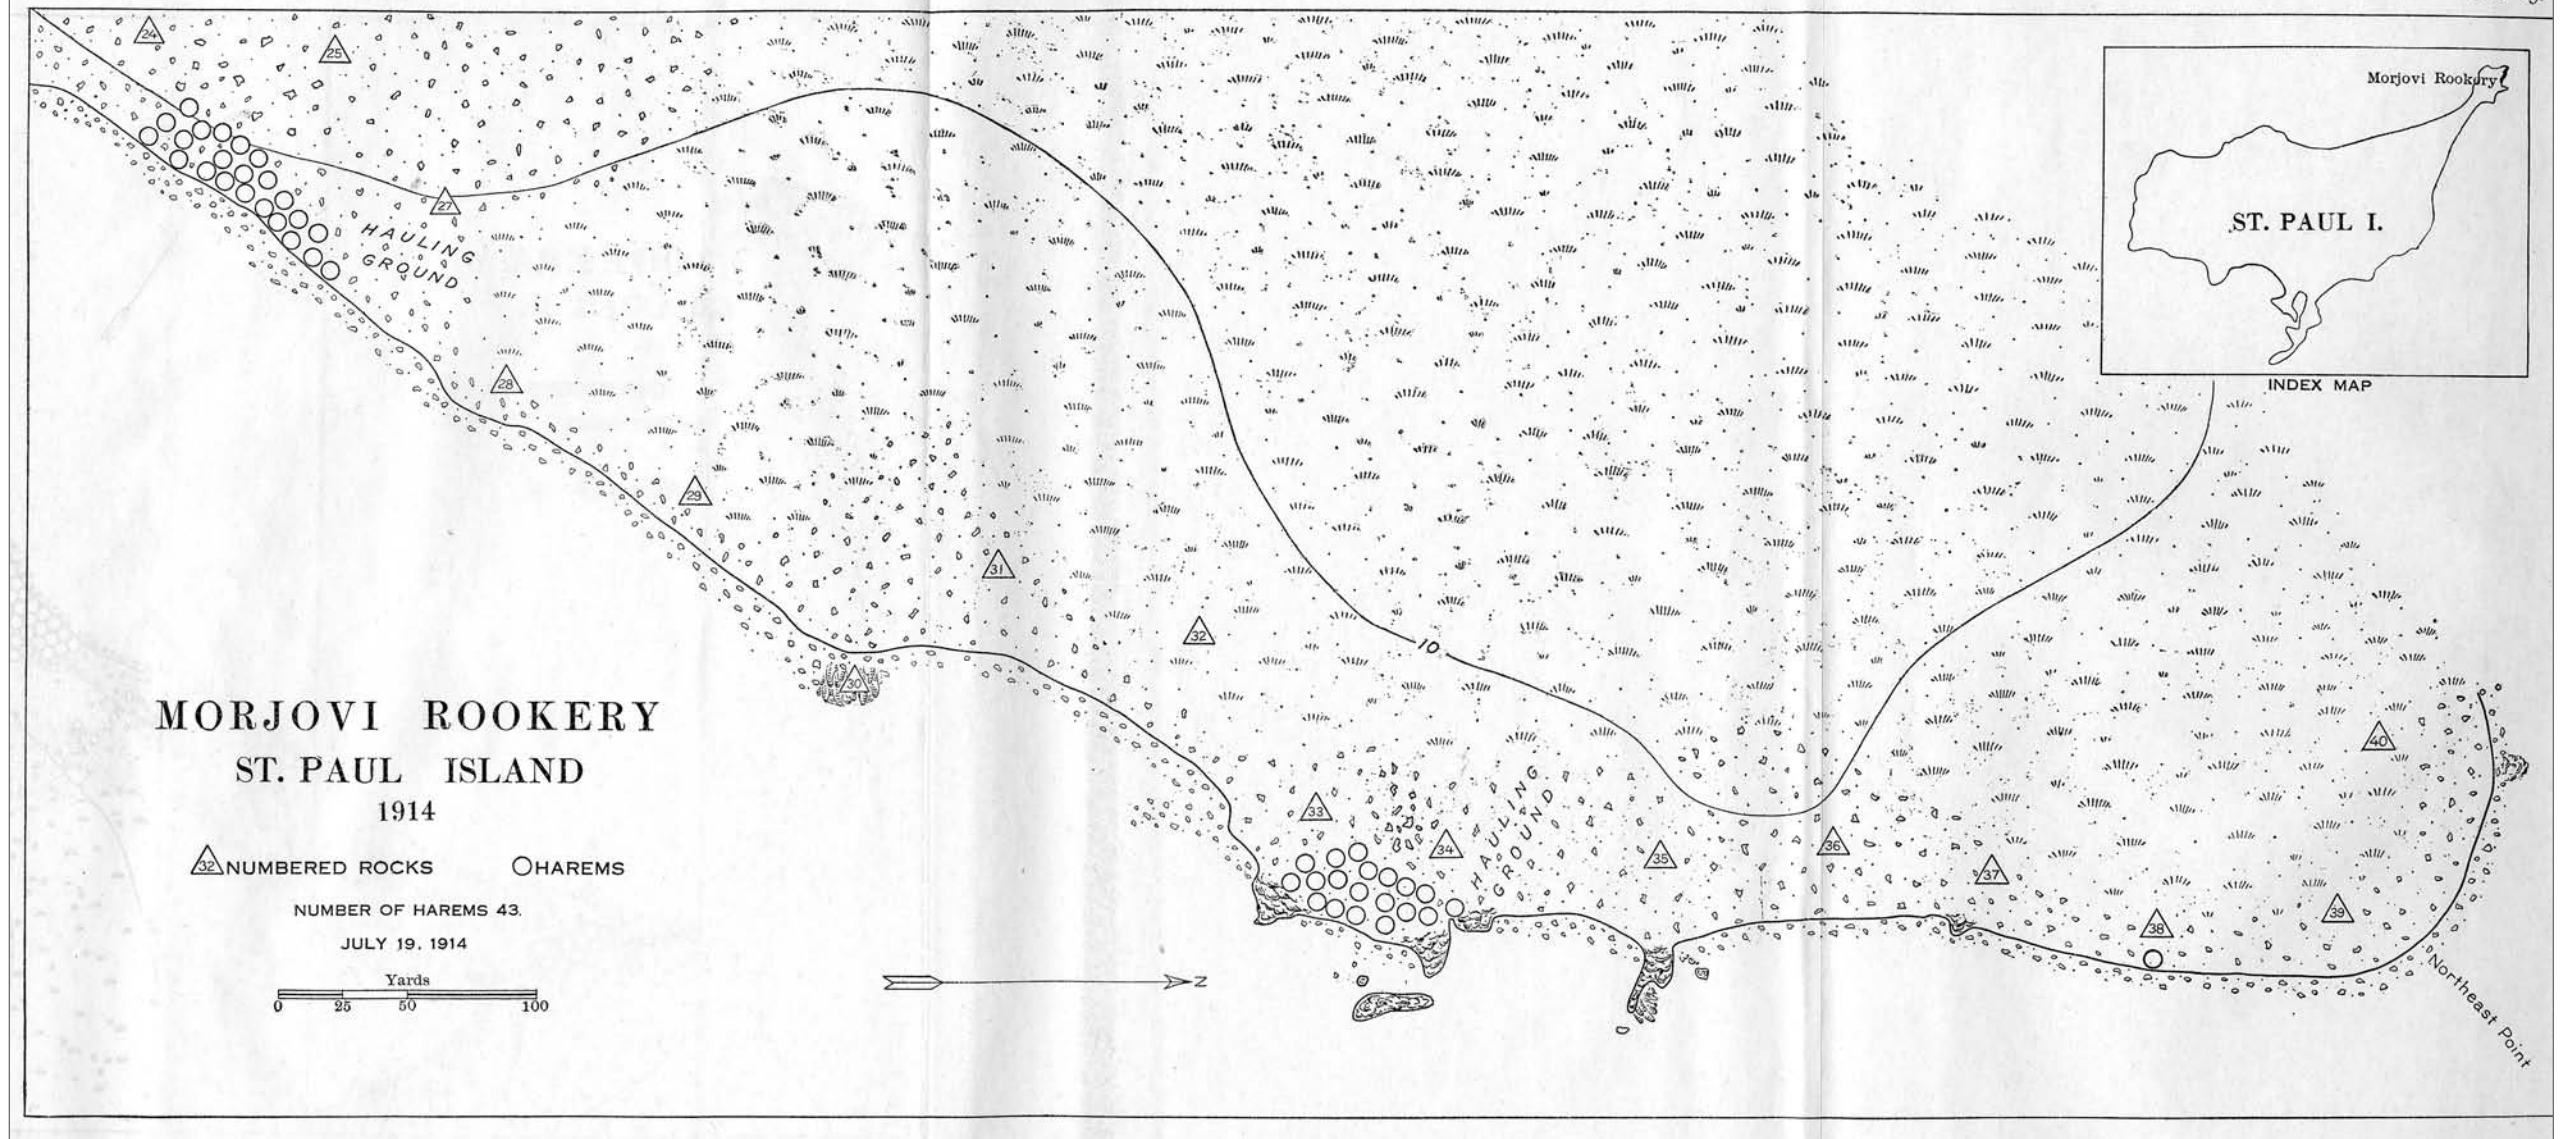 24
25
27
HAULING
GROUND
28
29
30
31
32
33
34
35
36
37
38
39
40
10
HAULING
GROUND
Northeast Point
Morjovi Rookery
ST. PAUL I.
INDEX MAP
MORJOVI ROOKERY
ST. PAUL ISLAND
1914
32 NUMBERED ROCKS HAREMS
NUMBER OF HAREMS 43.
JULY 19, 1914
Yards
0 25 50 100
N